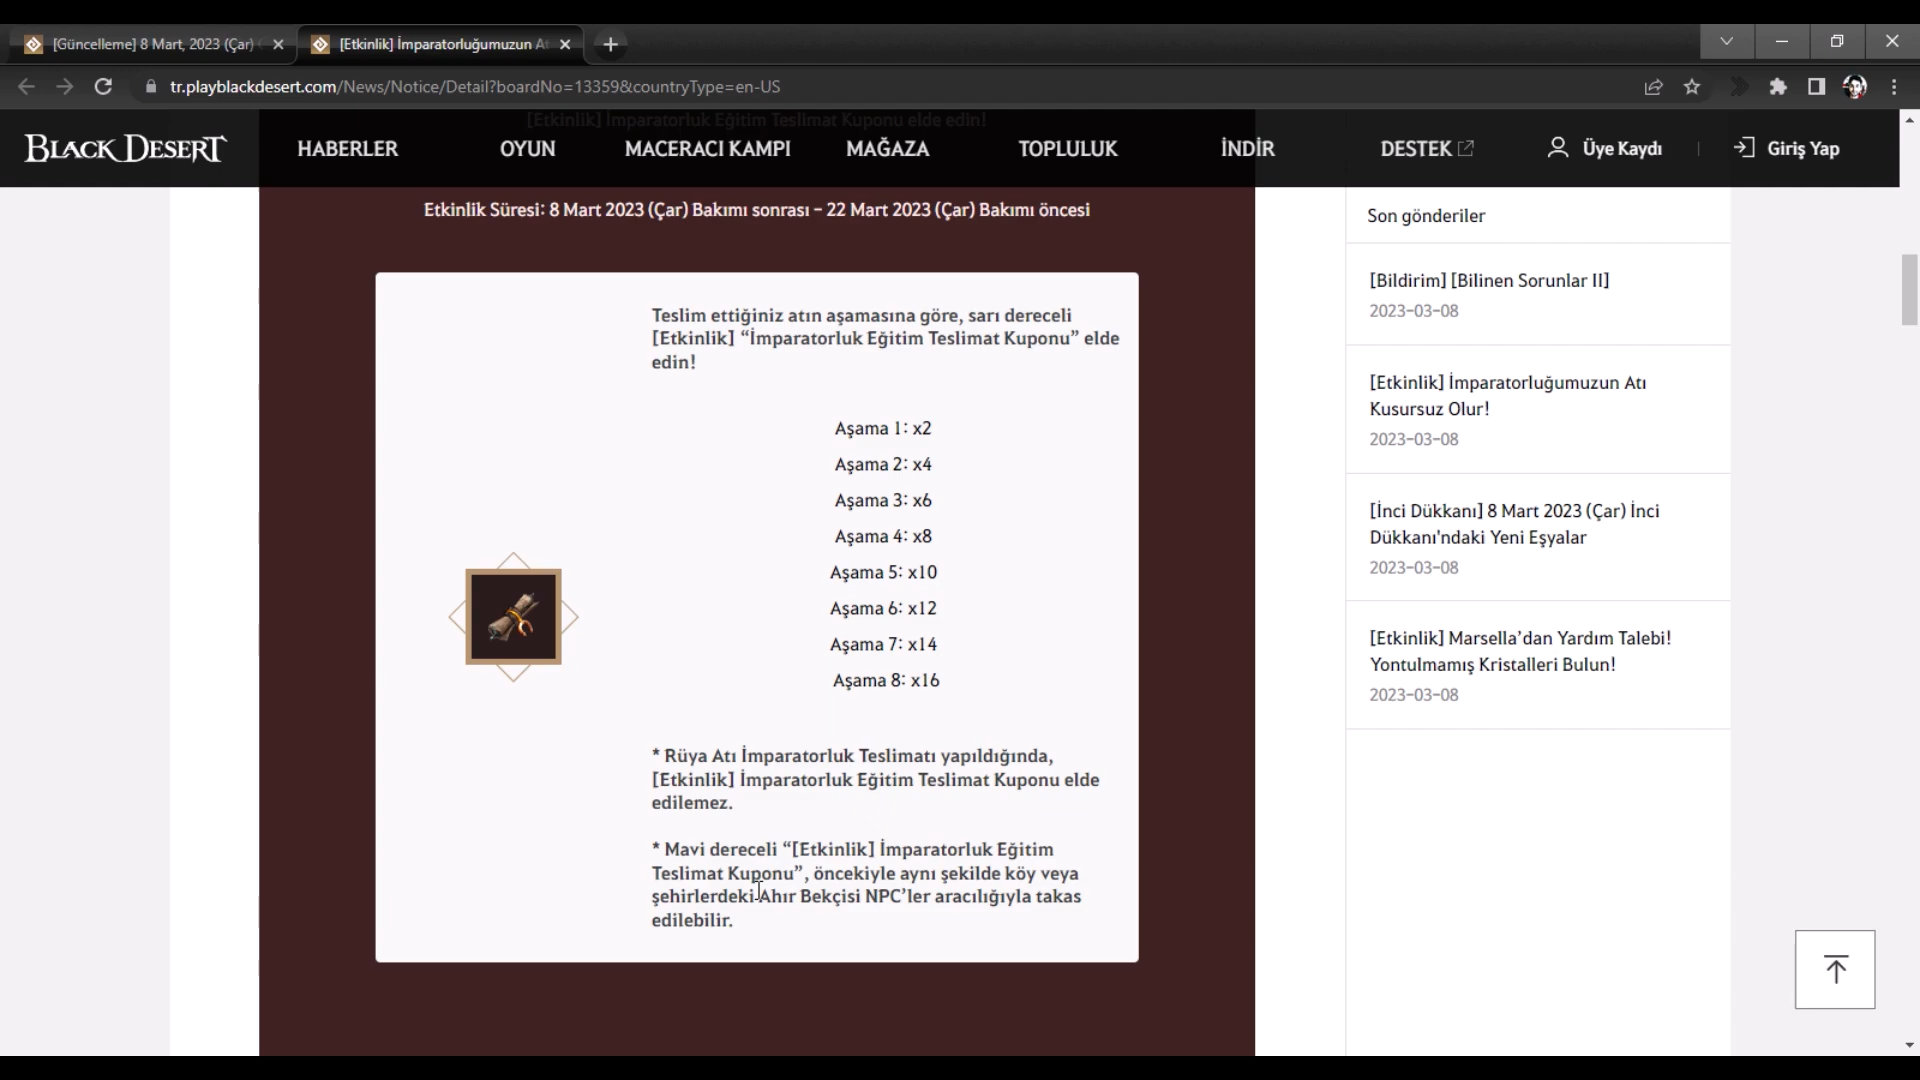 [Güncelleme] 8 Mart, 2023 (Çar)
[Etkinlik] İmparatorluğumuzun At
tr.playblackdesert.com/News/Notice/Detail?boardNo=13359&countryType=en-US
[Etkinlik] İmparatorluk Eğitim Teslimat Kuponu elde edin!
BLACK DESERT
HABERLER
OYUN
MACERACI KAMPI
MAĞAZA
TOPLULUK
İNDİR
DESTEK
Üye Kaydı
Giriş Yap
Etkinlik Süresi: 8 Mart 2023 (Çar) Bakımı sonrası – 22 Mart 2023 (Çar) Bakımı öncesi
Teslim ettiğiniz atın aşamasına göre, sarı dereceli
[Etkinlik] “İmparatorluk Eğitim Teslimat Kuponu” elde
edin!
Aşama 1: x2
Aşama 2: x4
Aşama 3: x6
Aşama 4: x8
Aşama 5: x10
Aşama 6: x12
Aşama 7: x14
Aşama 8: x16
* Rüya Atı İmparatorluk Teslimatı yapıldığında,
[Etkinlik] İmparatorluk Eğitim Teslimat Kuponu elde
edilemez.
* Mavi dereceli “[Etkinlik] İmparatorluk Eğitim
Teslimat Kuponu”, öncekiyle aynı şekilde köy veya
şehirlerdeki Ahır Bekçisi NPC’ler aracılığıyla takas
edilebilir.
Son gönderiler
[Bildirim] [Bilinen Sorunlar II]
2023-03-08
[Etkinlik] İmparatorluğumuzun Atı
Kusursuz Olur!
2023-03-08
[İnci Dükkanı] 8 Mart 2023 (Çar) İnci
Dükkanı'ndaki Yeni Eşyalar
2023-03-08
[Etkinlik] Marsella’dan Yardım Talebi!
Yontulmamış Kristalleri Bulun!
2023-03-08